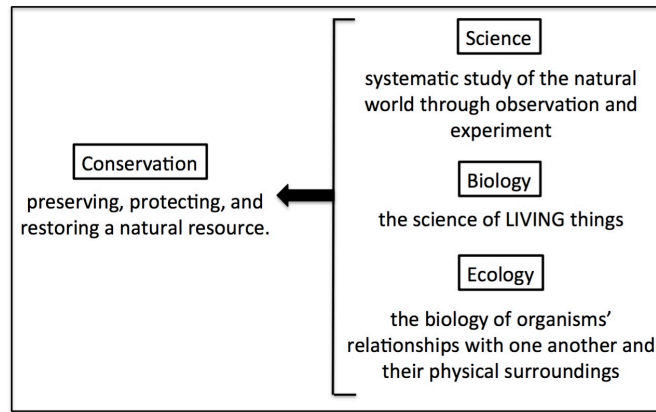 Conservation
preserving, protecting, and
restoring a natural resource.
Science
systematic study of the natural
world through observation and
experiment
Biology
the science of LIVING things
Ecology
the biology of organisms’
relationships with one another and
their physical surroundings